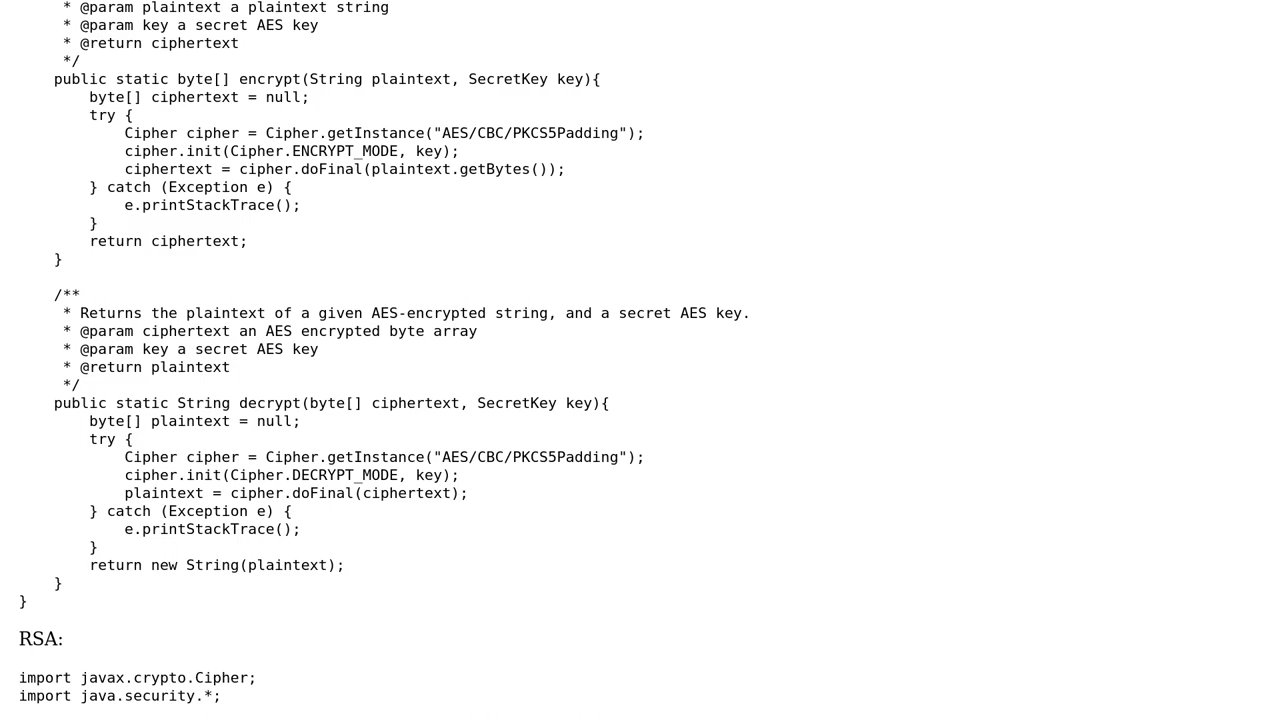 * @param plaintext a plaintext string
     * @param key a secret AES key
     * @return ciphertext
     */
    public static byte[] encrypt(String plaintext, SecretKey key){
        byte[] ciphertext = null;
        try {
            Cipher cipher = Cipher.getInstance("AES/CBC/PKCS5Padding");
            cipher.init(Cipher.ENCRYPT_MODE, key);
            ciphertext = cipher.doFinal(plaintext.getBytes());
        } catch (Exception e) {
            e.printStackTrace();
        }
        return ciphertext;
    }

    /**
     * Returns the plaintext of a given AES-encrypted string, and a secret AES key.
     * @param ciphertext an AES encrypted byte array
     * @param key a secret AES key
     * @return plaintext
     */
    public static String decrypt(byte[] ciphertext, SecretKey key){
        byte[] plaintext = null;
        try {
            Cipher cipher = Cipher.getInstance("AES/CBC/PKCS5Padding");
            cipher.init(Cipher.DECRYPT_MODE, key);
            plaintext = cipher.doFinal(ciphertext);
        } catch (Exception e) {
            e.printStackTrace();
        }
        return new String(plaintext);
    }
}
RSA:
import javax.crypto.Cipher;
import java.security.*;